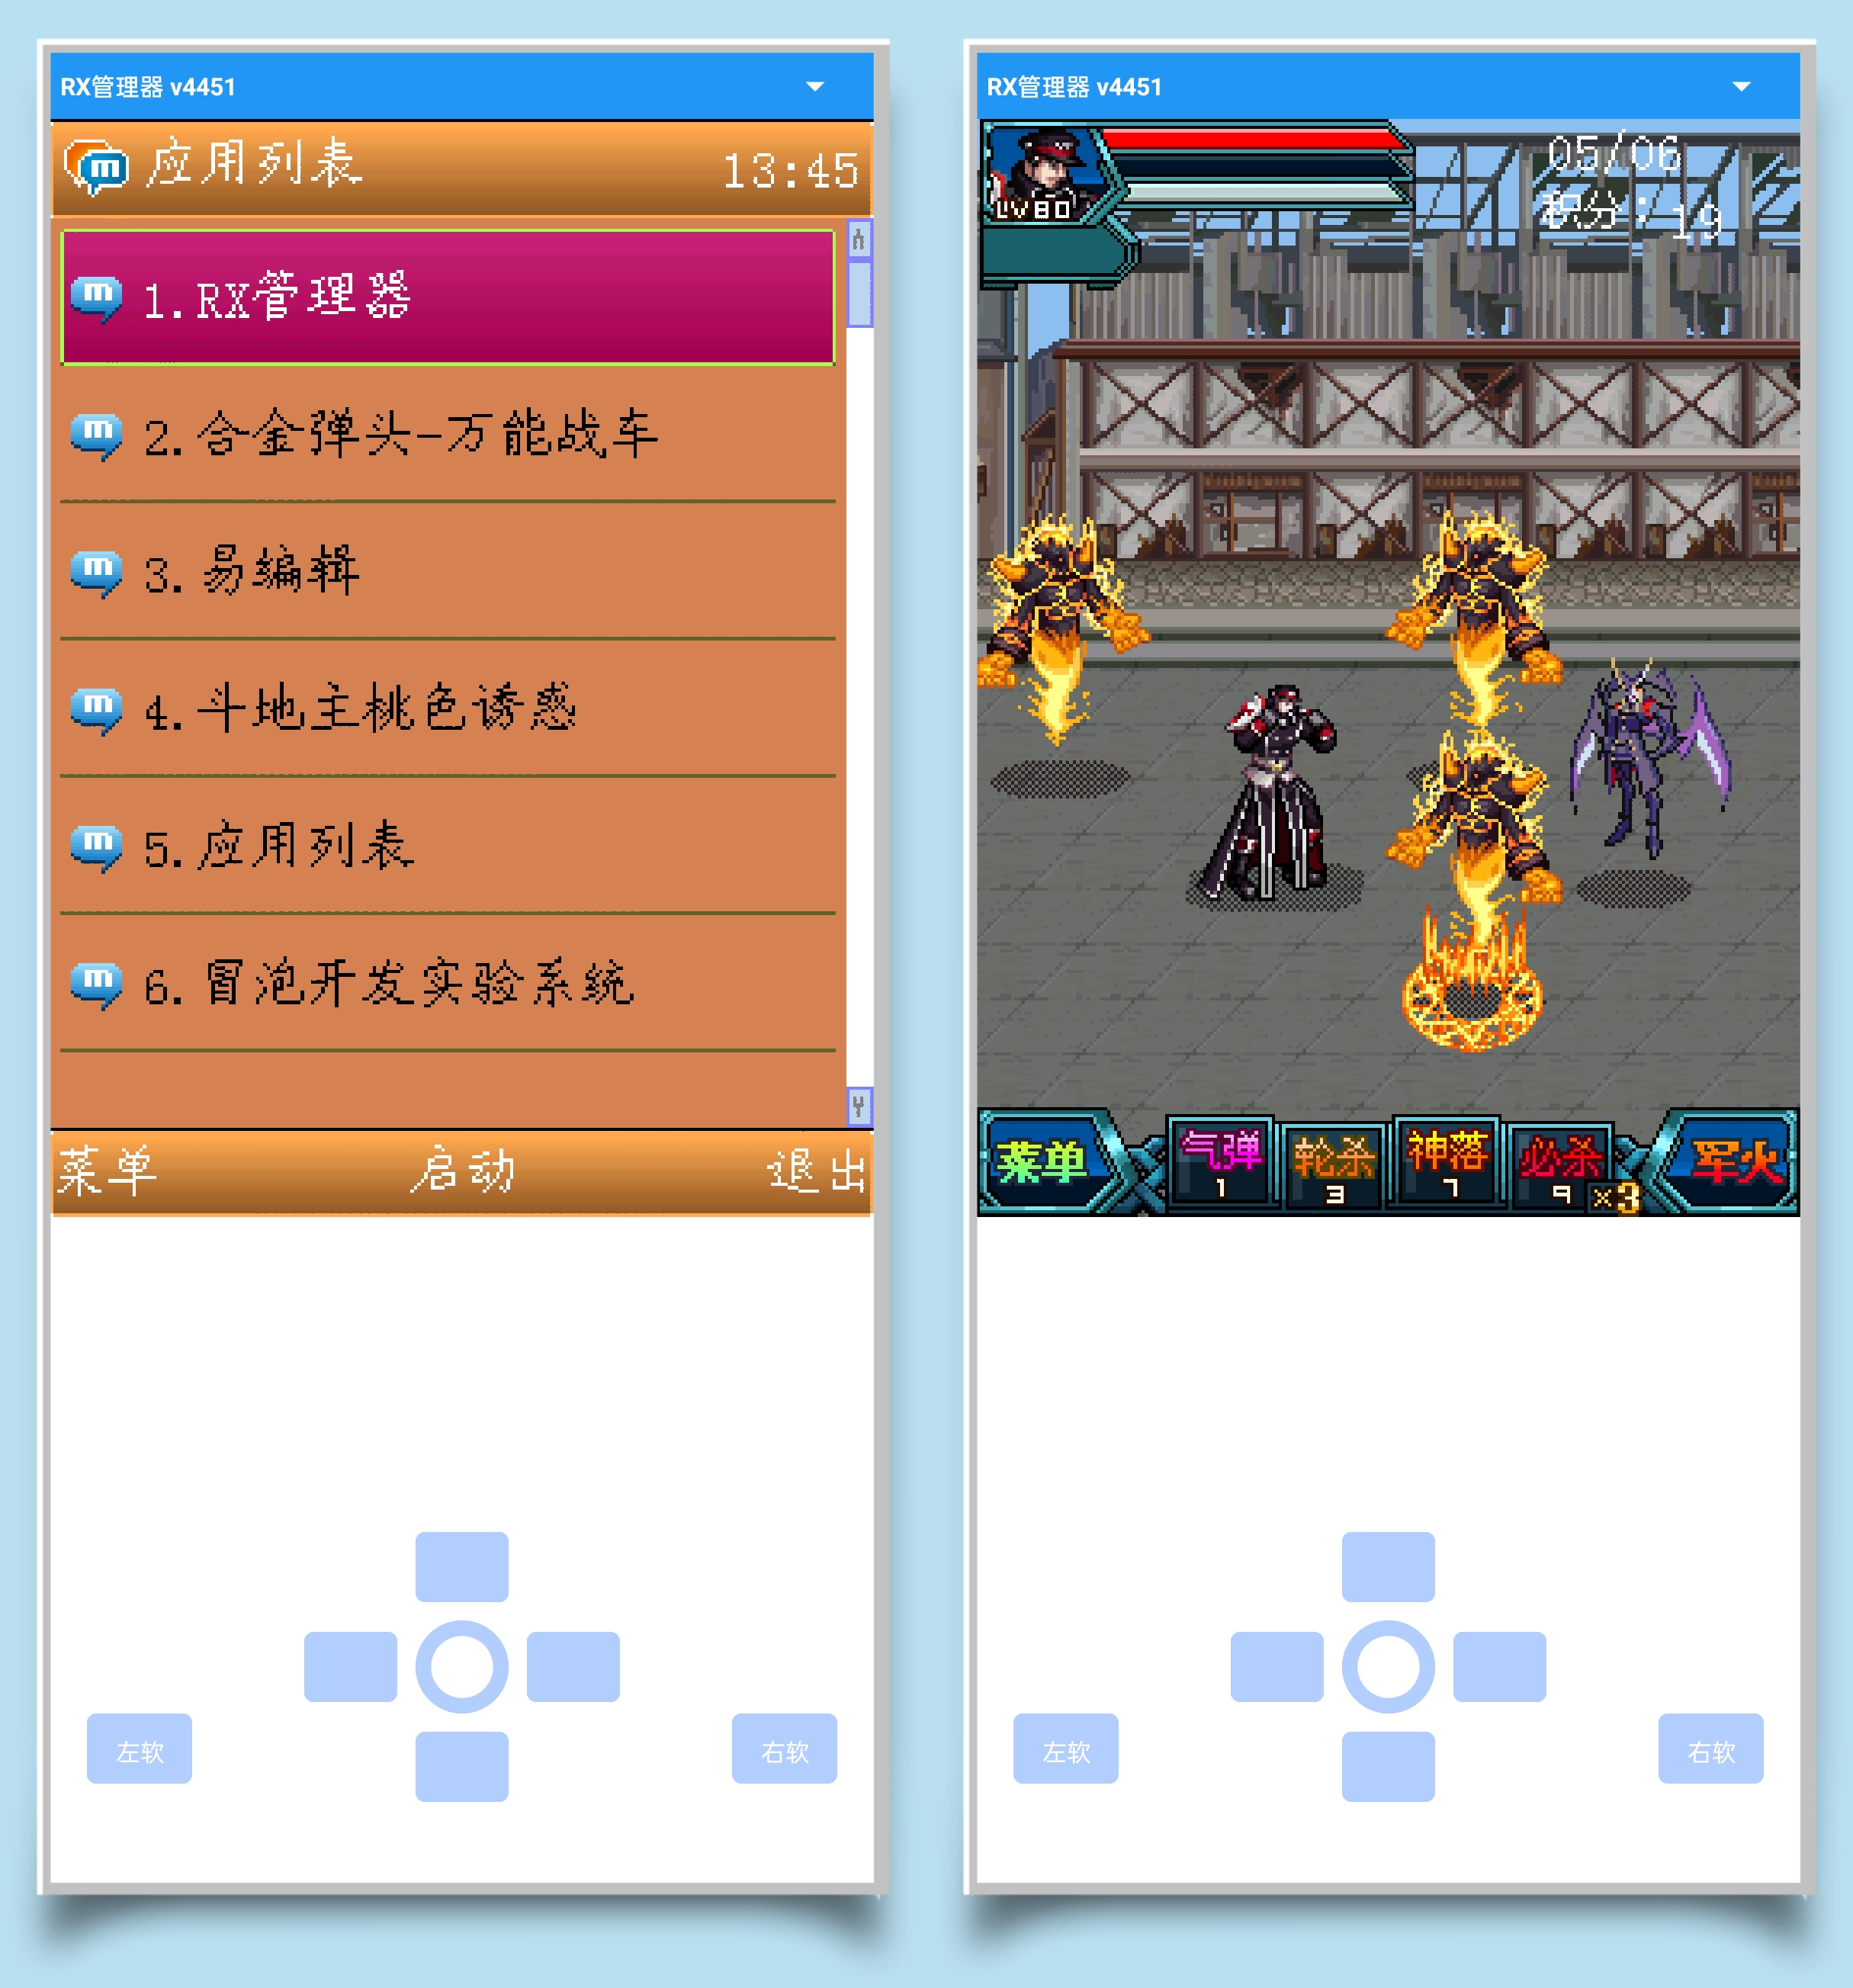 RX管理器 v4451
m 应用列表 13:45
m 1.RX管理器
m 2.合金弹头-万能战车
m 3.易编辑
m 4.斗地主桃色诱惑
m 5.应用列表
m 6.冒泡开发实验系统
菜单 启动 退出
左软 右软
RX管理器 v4451
LV80
05/06
积分：19
菜单 气弹 轮杀 神落 必杀 军火
1 3 7 9 ×3
左软 右软